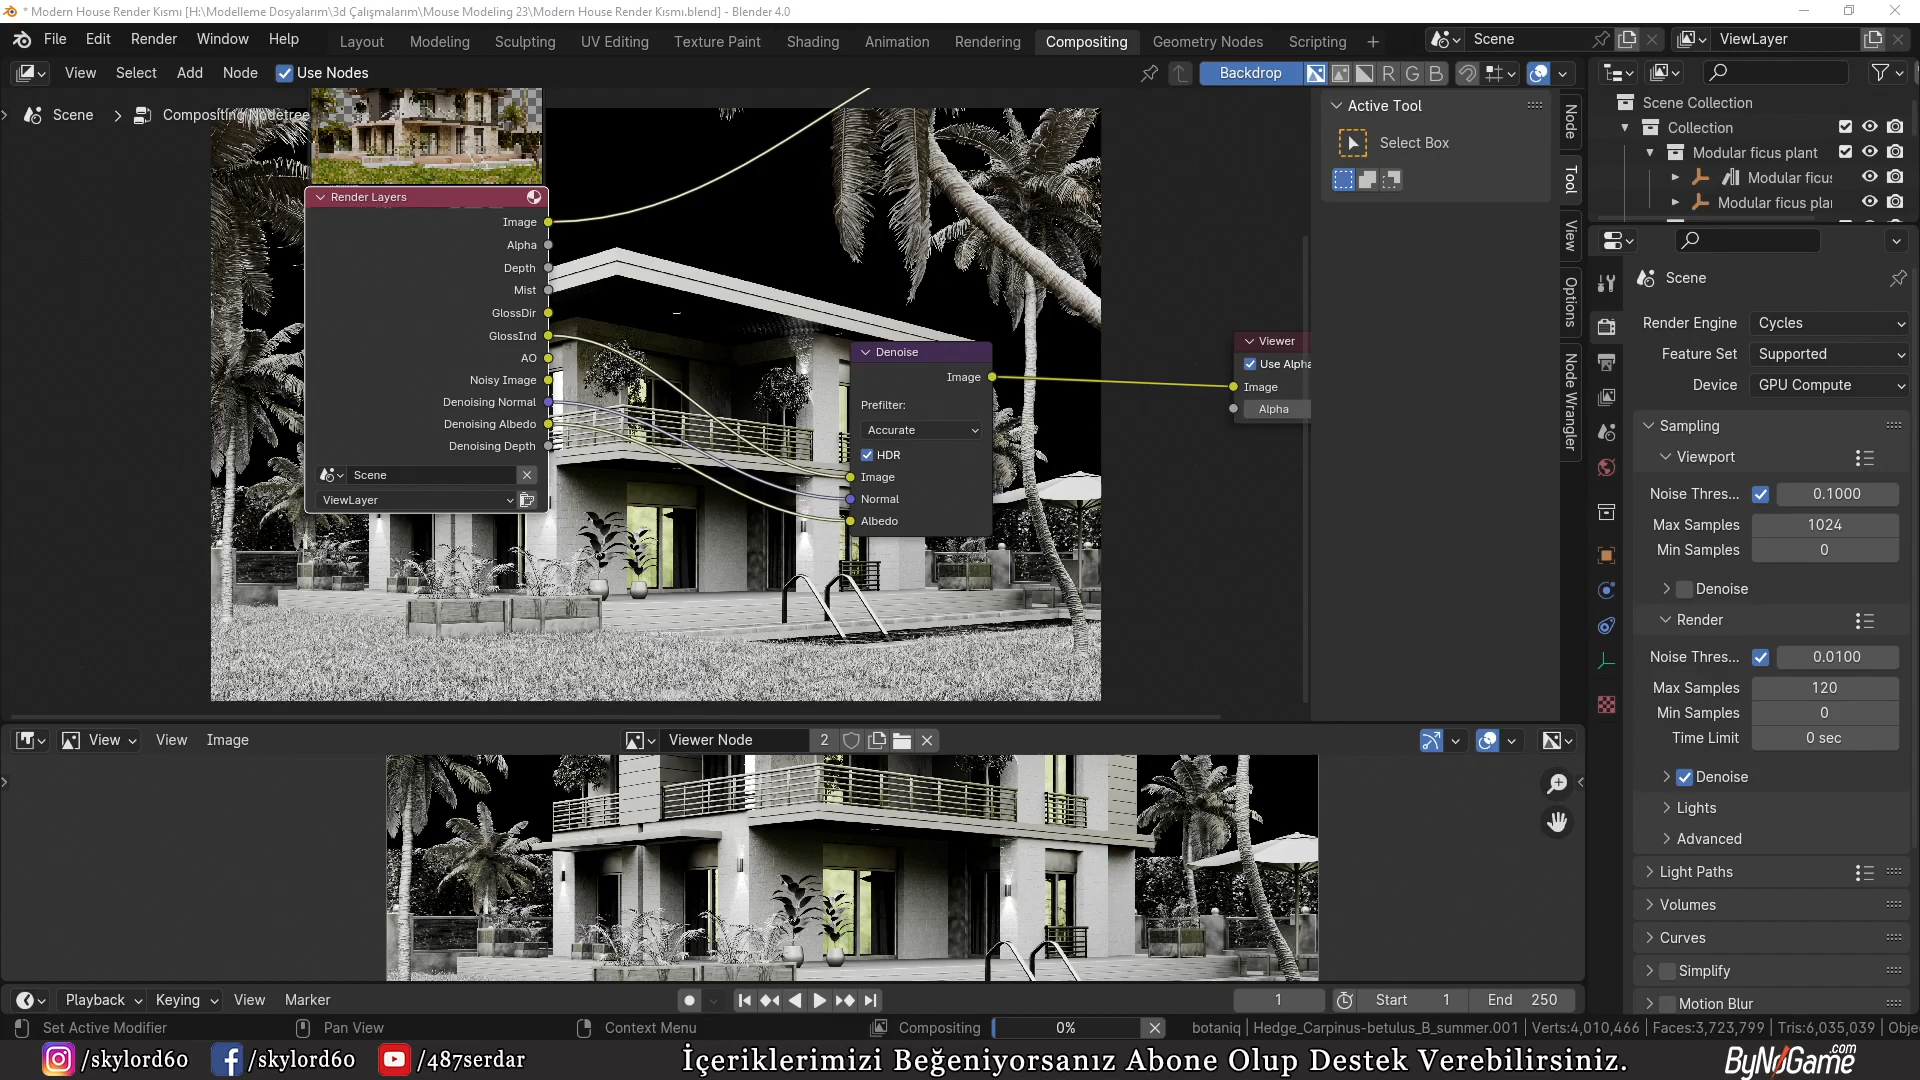 * Modern House Render Kısmı [H:\Modelleme Dosyalarım\3d Çalışmalarım\Mouse Modeling 23\Modern House Render Kısmı.blend] - Blender 4.0
File Edit Render Window Help Layout Modeling Sculpting UV Editing Texture Paint Shading Animation Rendering Compositing Geometry Nodes Scripting + Scene ViewLayer
View Select Add Node Use Nodes Backdrop R G B
Scene > Compositing Nodetree
Active Tool
Select Box
Node
Tool
View
Options
Node Wrangler
Scene Collection
Collection
Modular ficus plant
Modular ficus
Modular ficus pla
Render Layers
Image
Alpha
Depth
Mist
GlossDir
GlossInd
AO
Noisy Image
Denoising Normal
Denoising Albedo
Denoising Depth
Scene
ViewLayer
Denoise
Image
Prefilter:
Accurate
HDR
Image
Normal
Albedo
Viewer
Use Alpha
Image
Alpha
Scene
Render Engine Cycles
Feature Set Supported
Device GPU Compute
Sampling
Viewport
Noise Thres... 0.1000
Max Samples 1024
Min Samples 0
Denoise
Render
Noise Thres... 0.0100
Max Samples 120
Min Samples 0
Time Limit 0 sec
Denoise
Lights
Advanced
Light Paths
Volumes
Curves
Simplify
Motion Blur
View View Image Viewer Node 2
Playback Keying View Marker 1 Start 1 End 250
Set Active Modifier Pan View Context Menu Compositing 0% botaniq | Hedge_Carpinus-betulus_B_summer.001 | Verts:4,010,466 | Faces:3,723,799 | Tris:6,035,039 | Obje
/skylord60 /skylord60 /487serdar İçeriklerimizi Beğeniyorsanız Abone Olup Destek Verebilirsiniz. ByNoGame.com